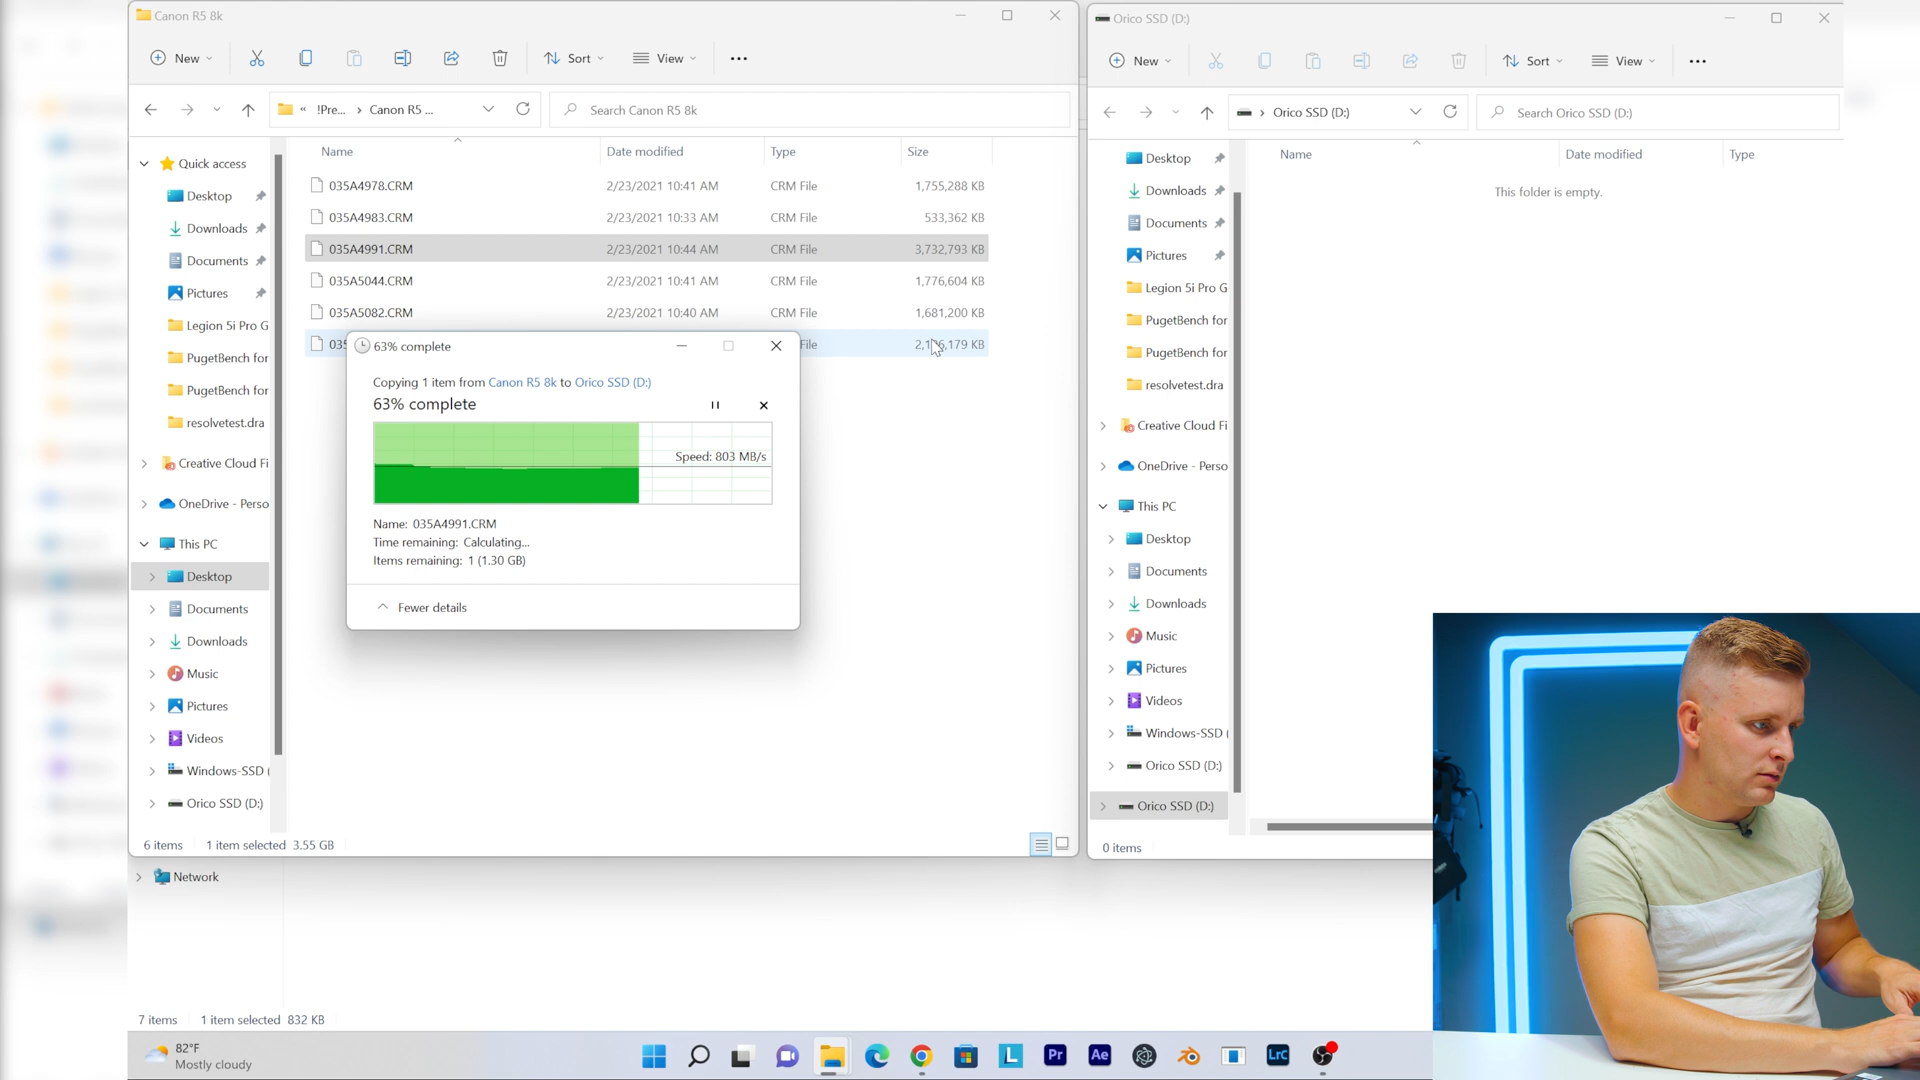 Canon R5 8k
New
Sort
View
!Pre...
Canon R5 ...
Search Canon R5 8k
Name
Date modified
Type
Size
Quick access
Desktop
Downloads
Documents
Pictures
Legion 5i Pro G
PugetBench for
PugetBench for
resolvetest.dra
Creative Cloud Fi
OneDrive - Perso
This PC
Desktop
Documents
Downloads
Music
Pictures
Videos
Windows-SSD (
Orico SSD (D:)
035A4978.CRM 2/23/2021 10:41 AM CRM File 1,755,288 KB
035A4983.CRM 2/23/2021 10:33 AM CRM File 533,362 KB
035A4991.CRM 2/23/2021 10:44 AM CRM File 3,732,793 KB
035A5044.CRM 2/23/2021 10:41 AM CRM File 1,776,604 KB
035A5082.CRM 2/23/2021 10:40 AM CRM File 1,681,200 KB
File
63% complete
Copying 1 item from Canon R5 8k to Orico SSD (D:)
63% complete
Speed: 803 MB/s
Name: 035A4991.CRM
Time remaining: Calculating...
Items remaining: 1 (1.30 GB)
Fewer details
6 items 1 item selected 3.55 GB
Network
7 items 1 item selected 832 KB
Orico SSD (D:)
New
Sort
View
Orico SSD (D:)
Search Orico SSD (D:)
Name
Date modified
Type
This folder is empty.
Desktop
Downloads
Documents
Pictures
Legion 5i Pro G
PugetBench for
PugetBench for
resolvetest.dra
Creative Cloud Fi
OneDrive - Perso
This PC
Desktop
Documents
Downloads
Music
Pictures
Videos
Windows-SSD (
Orico SSD (D:)
Orico SSD (D:)
0 items
82°F
Mostly cloudy
L
Pr
Ae
LrC